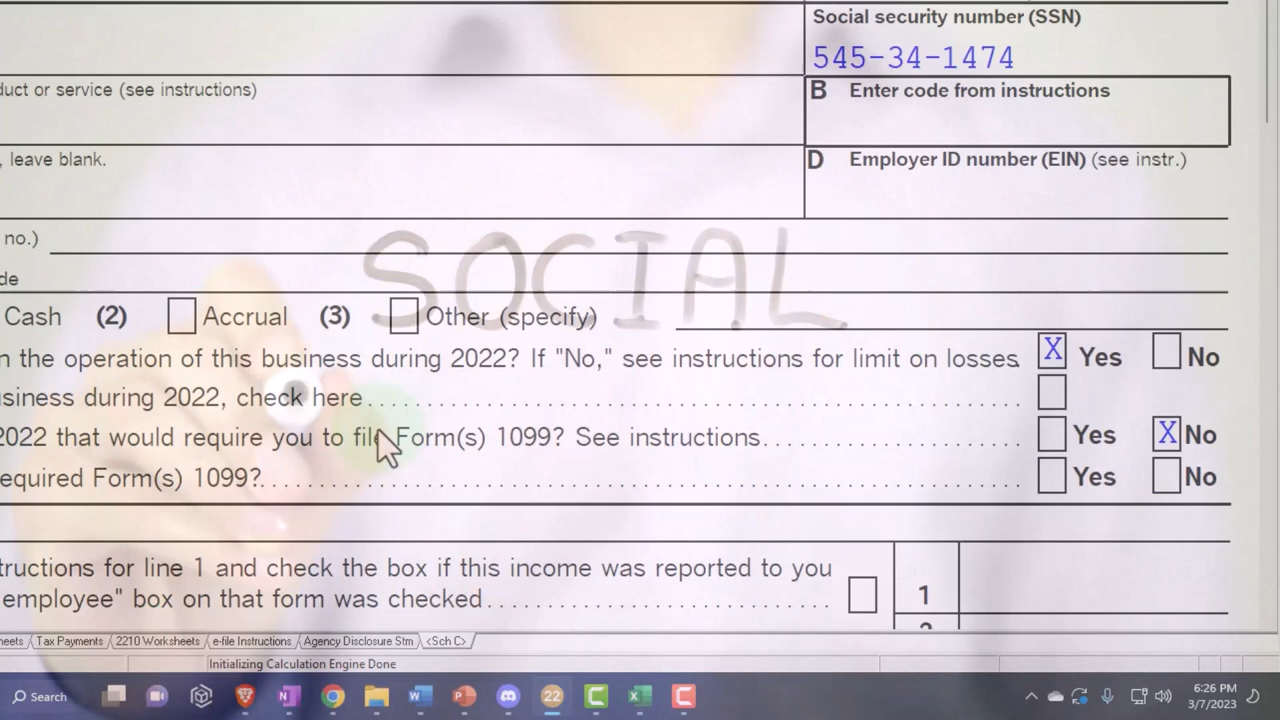 Social security number (SSN)
545-34-1474
duct or service (see instructions)
B Enter code from instructions
, leave blank.
D Employer ID number (EIN) (see instr.)
no.)
de
SOCIAL
Cash (2) Accrual (3) Other (specify)
n the operation of this business during 2022? If "No," see instructions for limit on losses. X Yes No
usiness during 2022, check here
2022 that would require you to file Form(s) 1099? See instructions Yes X No
equired Form(s) 1099? Yes No
tructions for line 1 and check the box if this income was reported to you
employee" box on that form was checked 1
eets Tax Payments 2210 Worksheets e-file Instructions Agency Disclosure Stm <Sch C>
Initializing Calculation Engine Done
Search
22
6:26 PM
3/7/2023